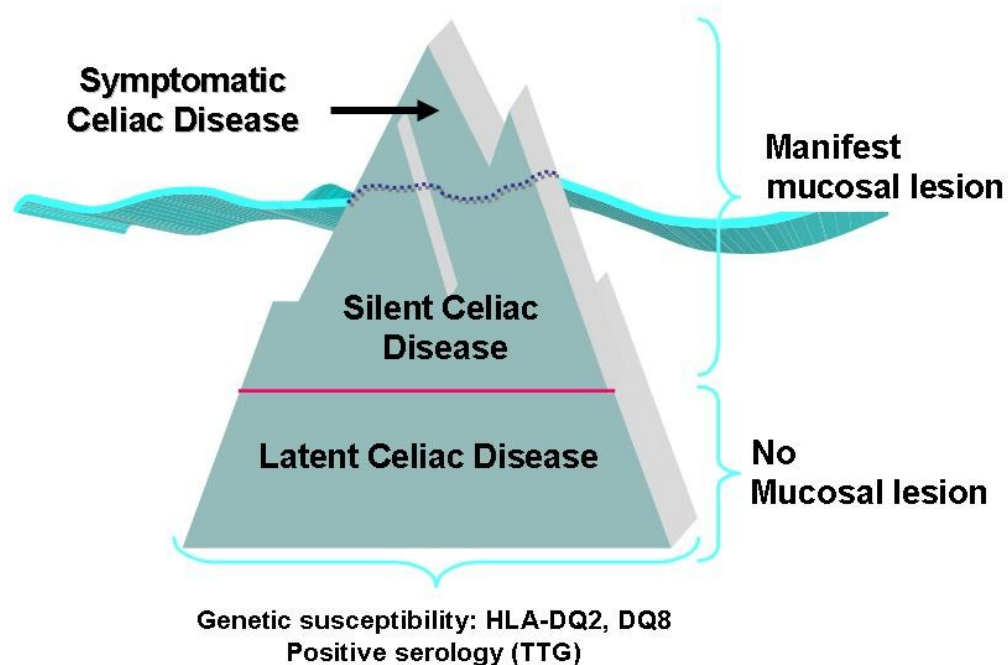 Symptomatic
Celiac Disease
Manifest
mucosal lesion
Silent Celiac
Disease
Latent Celiac Disease
No
Mucosal lesion
Genetic susceptibility: HLA-DQ2, DQ8
Positive serology (TTG)